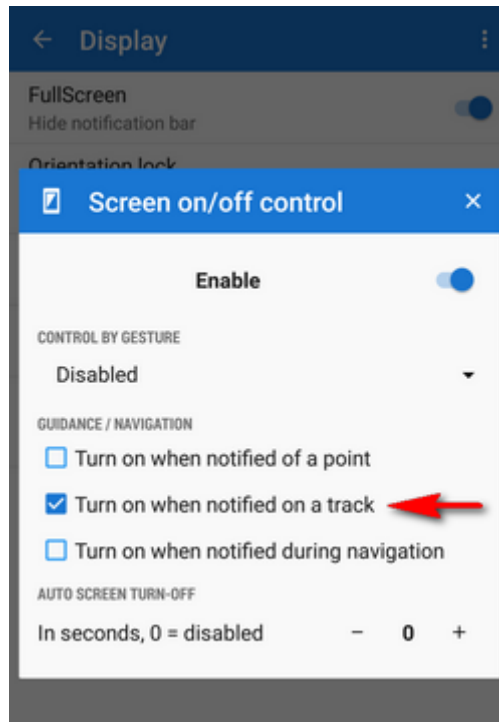 Display
FullScreen
Hide notification bar
Orientation lock
Screen on/off control
Enable
CONTROL BY GESTURE
Disabled
GUIDANCE / NAVIGATION
Turn on when notified of a point
Turn on when notified on a track
Turn on when notified during navigation
AUTO SCREEN TURN-OFF
In seconds, 0 = disabled - 0 +